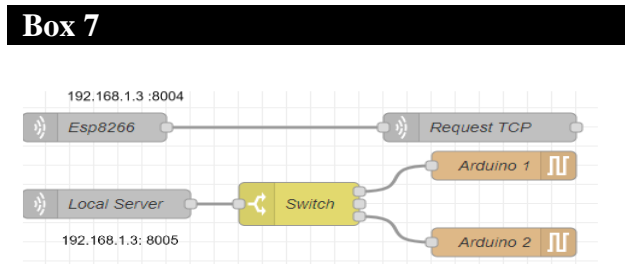 Box 7
192.168.1.3 :8004
Esp8266 Request TCP
Arduino 1
Local Server Switch
192.168.1.3: 8005 Arduino 2